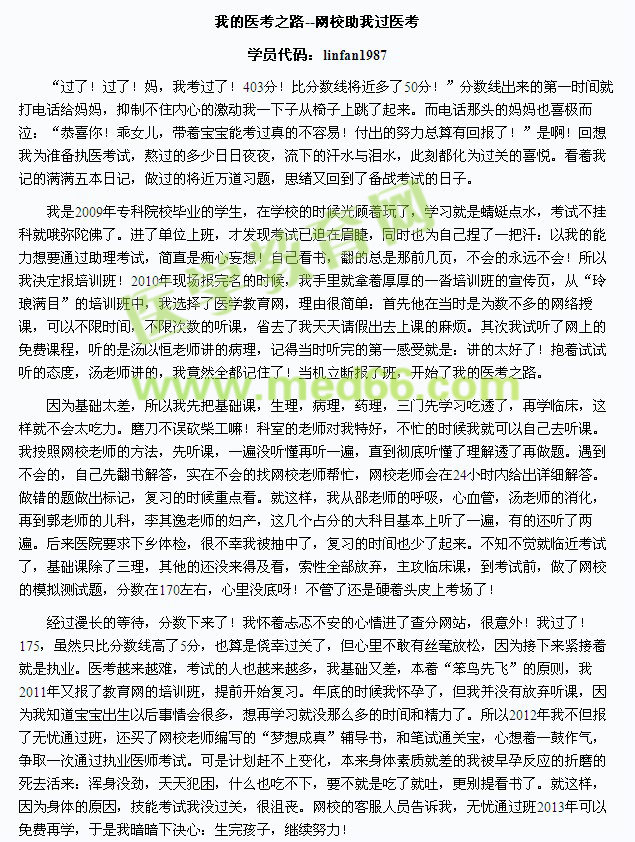 我的医考之路--网校助我过医考
学员代码：linfan1987
“过了！过了！妈，我考过了！403分！比分数线将近多了50分！”分数线出来的第一时间就
打电话给妈妈，抑制不住内心的激动我一下子从椅子上跳了起来。而电话那头的妈妈也喜极而
泣：“恭喜你！乖女儿，带着宝宝能考过真的不容易！付出的努力总算有回报了！”是啊！回想
我为准备执医考试，熬过的多少日日夜夜，流下的汗水与泪水，此刻都化为过关的喜悦。看着我
记的满满五本日记，做过的将近万道习题，思绪又回到了备战考试的日子。
我是2009年专科院校毕业的学生，在学校的时候光顾着玩了，学习就是蜻蜓点水，考试不挂
科就哦弥陀佛了。进了单位上班，才发现考试已迫在眉睫，同时也为自己捏了一把汗：以我的能
力想要通过助理考试，简直是痴心妄想！自己看书，翻的总是那前几页，不会的永远不会！所以
我决定报培训班！2010年现场报完名的时候，我手里就拿着厚厚的一沓培训班的宣传页，从“玲
琅满目”的培训班中，我选择了医学教育网，理由很简单：首先他在当时是为数不多的网络授
课，可以不限时间，不限次数的听课，省去了我天天请假出去上课的麻烦。其次我试听了网上的
免费课程，听的是汤以恒老师讲的病理，记得当时听完的第一感受就是：讲的太好了！抱着试试
听的态度，汤老师讲的，我竟然全都记住了！当机立断报了班，开始了我的医考之路。
因为基础太差，所以我先把基础课，生理，病理，药理，三门先学习吃透了，再学临床，这
样就不会太吃力。磨刀不误砍柴工嘛！科室的老师对我特好，不忙的时候我就可以自己去听课。
我按照网校老师的方法，先听课，一遍没听懂再听一遍，直到彻底听懂了理解透了再做题。遇到
不会的，自己先翻书解答，实在不会的找网校老师帮忙，网校老师会在24小时内给出详细解答。
做错的题做出标记，复习的时候重点看。就这样，我从邵老师的呼吸，心血管，汤老师的消化，
再到郭老师的儿科，李其逸老师的妇产，这几个占分的大科目基本上听了一遍，有的还听了两
遍。后来医院要求下乡体检，很不幸我被抽中了，复习的时间也少了起来。不知不觉就临近考试
了，基础课除了三理，其他的还没来得及看，索性全部放弃，主攻临床课，到考试前，做了网校
的模拟测试题，分数在170左右，心里没底呀！不管了还是硬着头皮上考场了！
经过漫长的等待，分数下来了！我怀着忐忑不安的心情进了查分网站，很意外！我过了！
175，虽然只比分数线高了5分，也算是侥幸过关了，但心里不敢有丝毫放松，因为接下来紧接着
就是执业。医考越来越难，考试的人也越来越多，我基础又差，本着“笨鸟先飞”的原则，我
2011年又报了教育网的培训班，提前开始复习。年底的时候我怀孕了，但我并没有放弃听课，因
为我知道宝宝出生以后事情会很多，想再学习就没那么多的时间和精力了。所以2012年我不但报
了无忧通过班，还买了网校老师编写的“梦想成真”辅导书，和笔试通关宝，心想着一鼓作气，
争取一次通过执业医师考试。可是计划赶不上变化，本来身体素质就差的我被早孕反应的折磨的
死去活来：浑身没劲，天天犯困，什么也吃不下，要不就是吃了就吐，更别提看书了。就这样，
因为身体的原因，技能考试我没过关，很沮丧。网校的客服人员告诉我，无忧通过班2013年可以
免费再学，于是我暗暗下决心：生完孩子，继续努力！
医学教育网
www.med66.com